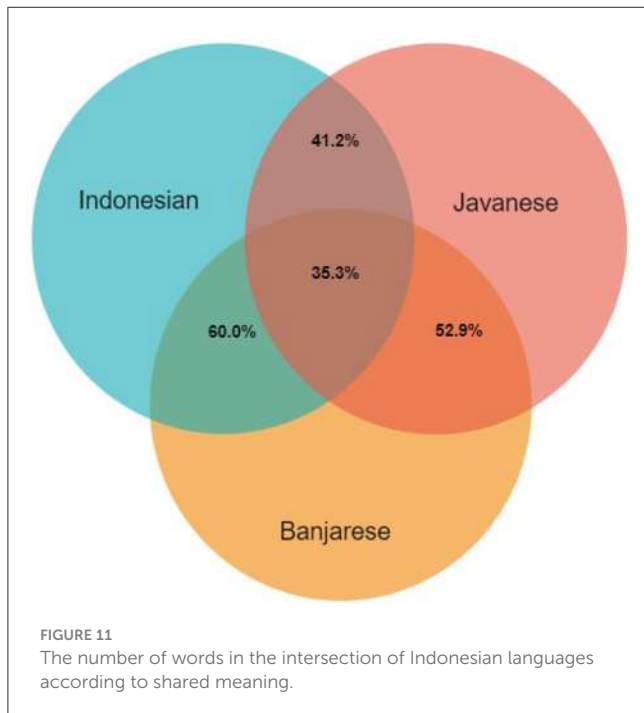 41.2%
Indonesian
Javanese
35.3%
60.0%
52.9%
Banjarese
FIGURE 11
The number of words in the intersection of Indonesian languages
according to shared meaning.